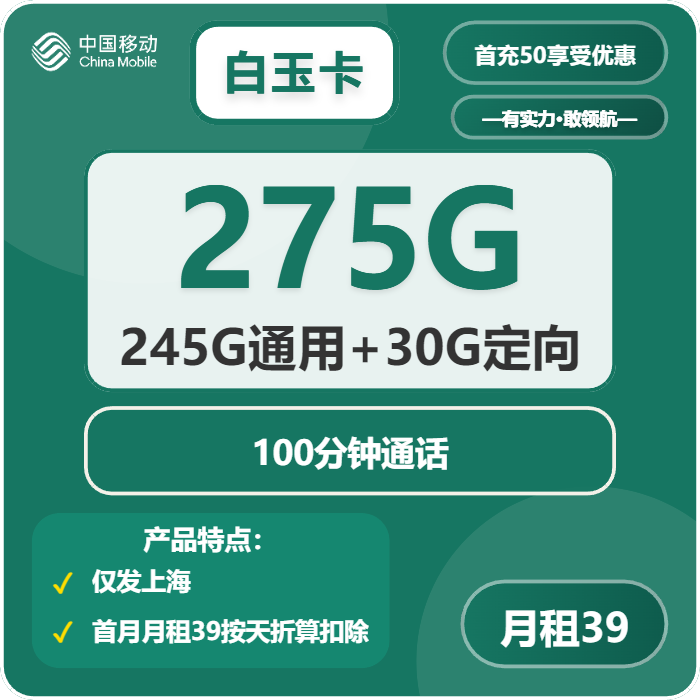 中国移动
China Mobile
白玉卡
首充50享受优惠
—有实力·敢领航—
275G
245G通用+30G定向
100分钟通话
产品特点：
仅发上海
首月月租39按天折算扣除
月租39